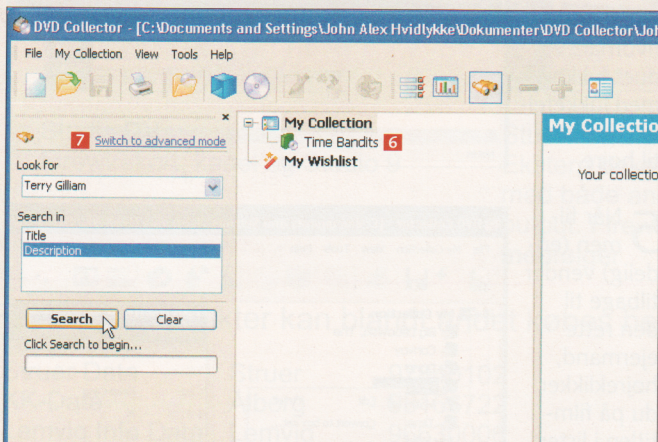 DVD Collector - [C:\Documents and Settings\John Alex Hvidlykke\Dokumenter\DVD Collector\Joh
File My Collection View Tools Help
7 Switch to advanced mode
Look for
Terry Gilliam
Search in
Title
Description
Search Clear
Click Search to begin...
My Collection
Time Bandits 6
My Wishlist
My Collectio
Your collectio